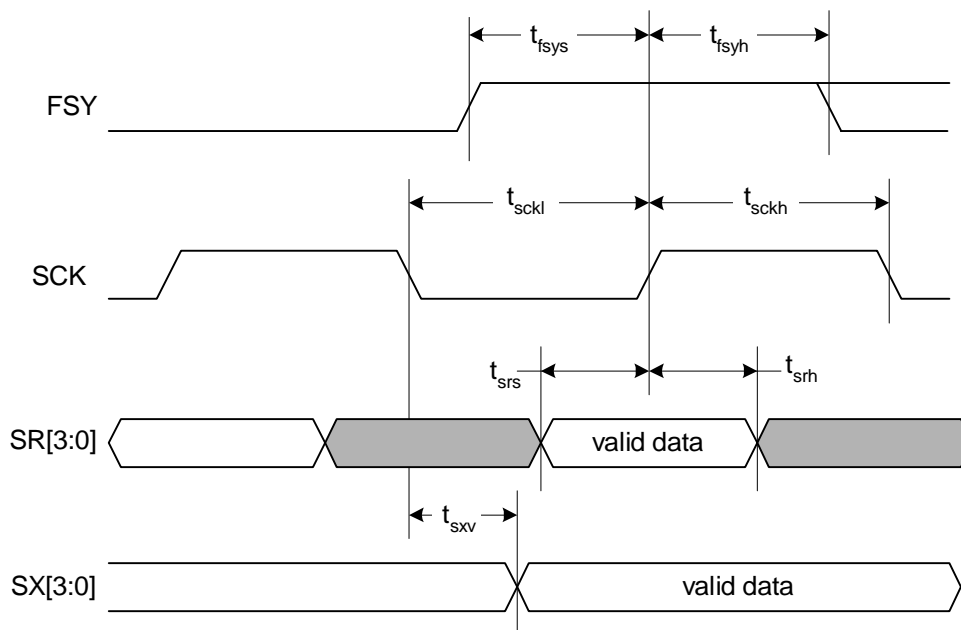 t_fsys t_fsyh
FSY
t_sckl t_sckh
SCK
t_srs t_srh
SR[3:0] valid data
t_sxv
SX[3:0] valid data